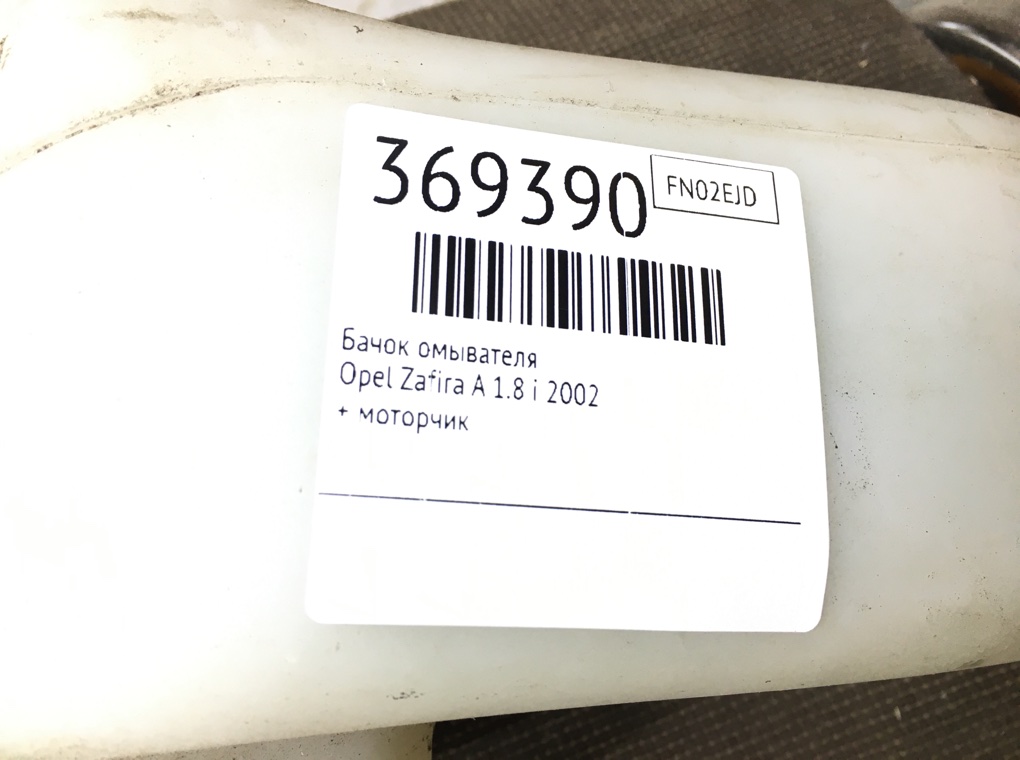 369390
FN02EJD
Бачок омывателя
Opel Zafira A 1.8 i 2002
+ моторчик